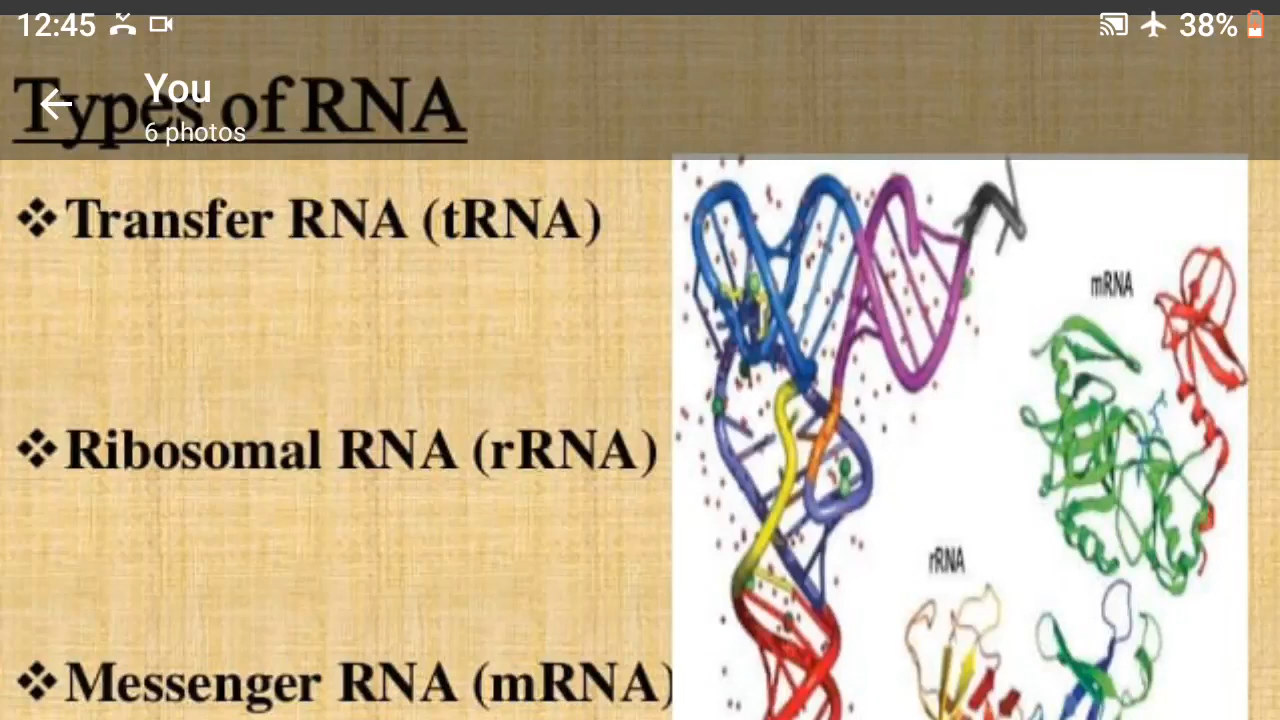 12:45
38%
You
6 photos
Types of RNA
❖Transfer RNA (tRNA)
❖Ribosomal RNA (rRNA)
❖Messenger RNA (mRNA)
mRNA
rRNA